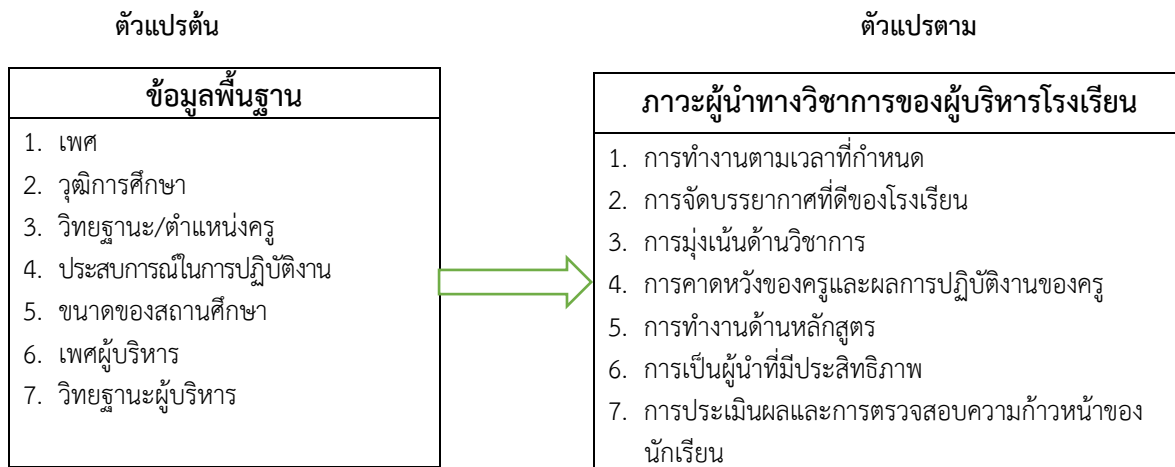 ตัวแปรต้น
ตัวแปรตาม
ข้อมูลพื้นฐาน
1. เพศ
2. วุฒิการศึกษา
3. วิทยฐานะ/ตำแหน่งครู
4. ประสบการณ์ในการปฏิบัติงาน
5. ขนาดของสถานศึกษา
6. เพศผู้บริหาร
7. วิทยฐานะผู้บริหาร
ภาวะผู้นำทางวิชาการของผู้บริหารโรงเรียน
1. การทำงานตามเวลาที่กำหนด
2. การจัดบรรยากาศที่ดีของโรงเรียน
3. การมุ่งเน้นด้านวิชาการ
4. การคาดหวังของครูและผลการปฏิบัติงานของครู
5. การทำงานด้านหลักสูตร
6. การเป็นผู้นำที่มีประสิทธิภาพ
7. การประเมินผลและการตรวจสอบความก้าวหน้าของ
นักเรียน